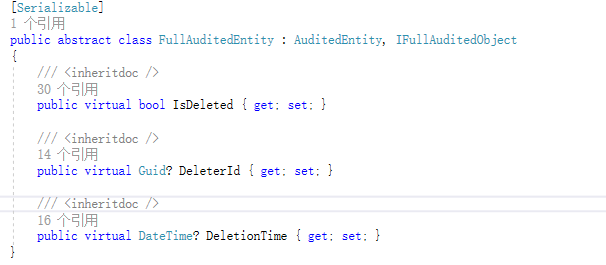 [Serializable]
1 个引用
public abstract class FullAuditedEntity : AuditedEntity, IFullAuditedObject
{
/// <inheritdoc />
30 个引用
public virtual bool IsDeleted { get; set; }
/// <inheritdoc />
14 个引用
public virtual Guid? DeleterId { get; set; }
/// <inheritdoc />
16 个引用
public virtual DateTime? DeletionTime { get; set; }
}